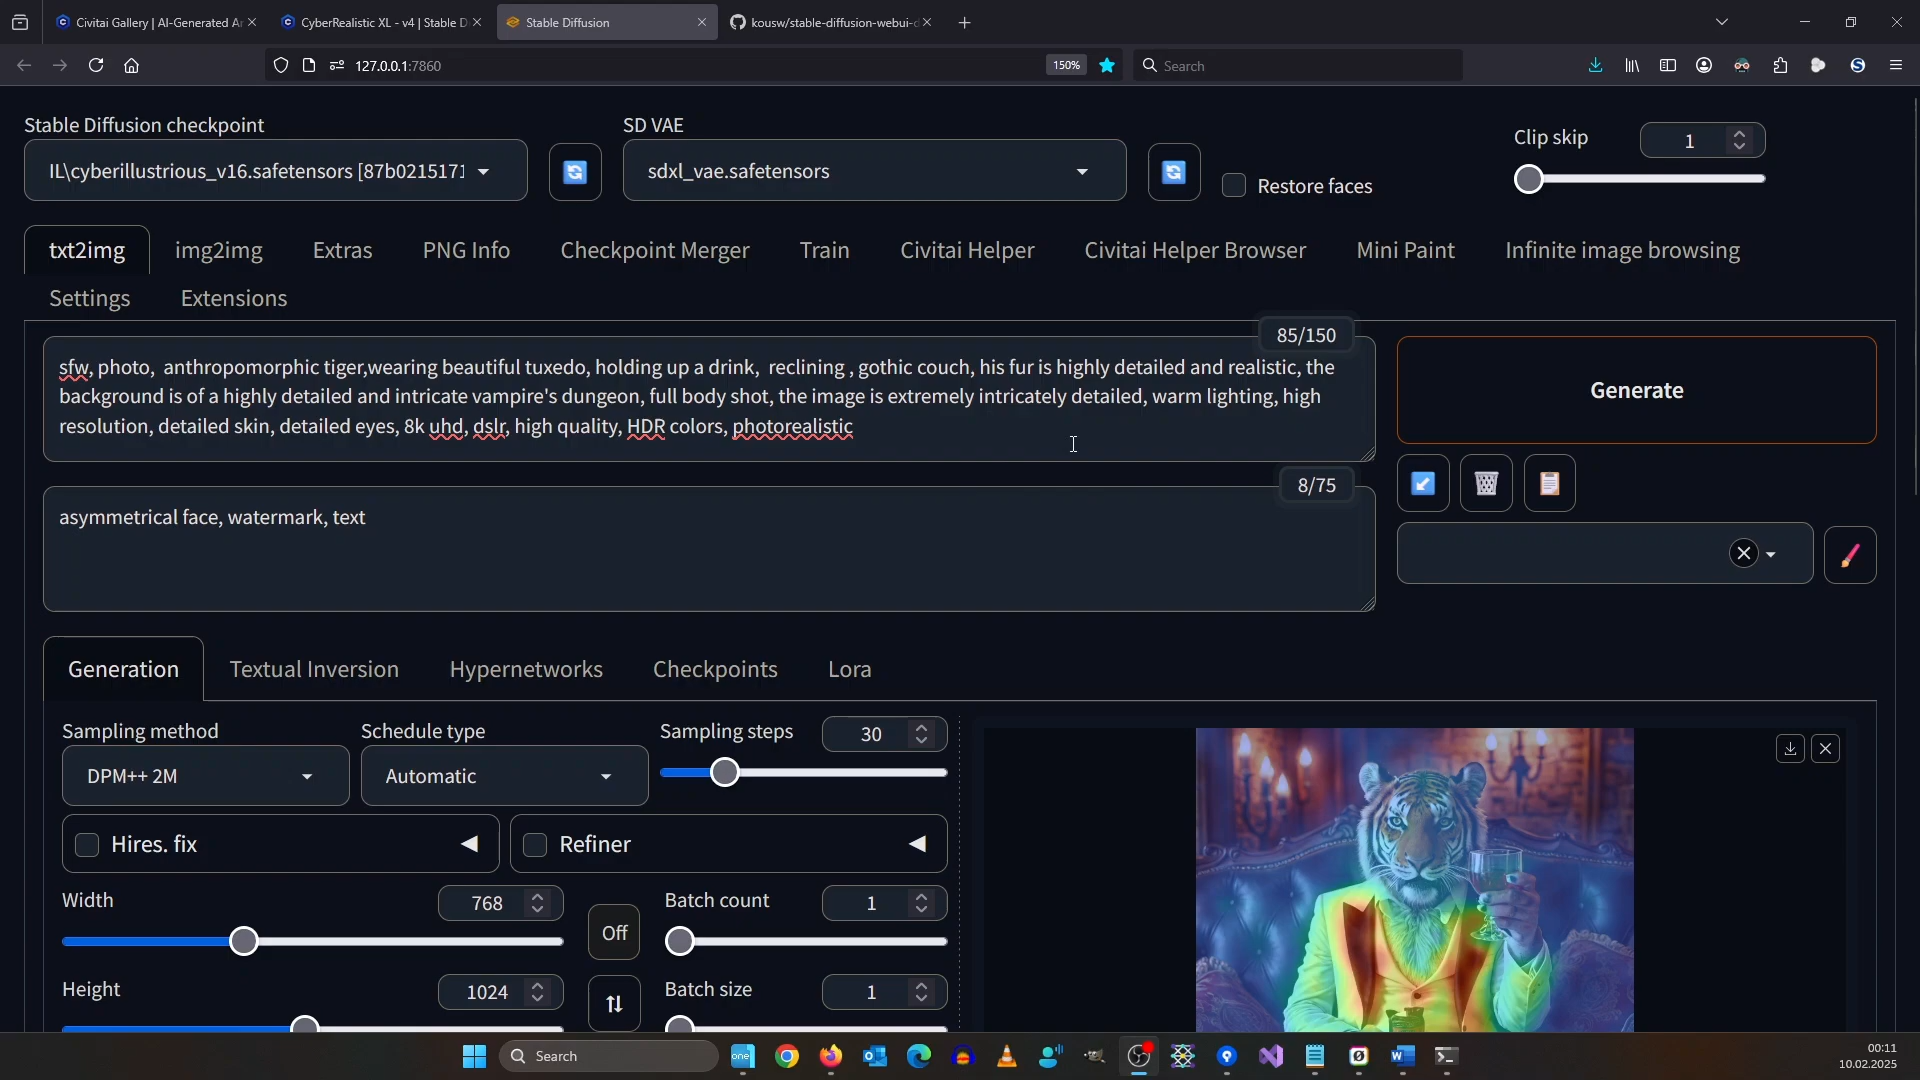 Civitai Gallery | AI-Generated Ar
CyberRealistic XL - v4 | Stable D
Stable Diffusion
kousw/stable-diffusion-webui-d
127.0.0.1:7860
150%
Search
Stable Diffusion checkpoint
SD VAE
Clip skip
1
IL\cyberillustrious_v16.safetensors [87b0215171
sdxl_vae.safetensors
Restore faces
txt2img
img2img
Extras
PNG Info
Checkpoint Merger
Train
Civitai Helper
Civitai Helper Browser
Mini Paint
Infinite image browsing
Settings
Extensions
85/150
sfw, photo,  anthropomorphic tiger,wearing beautiful tuxedo, holding up a drink,  reclining , gothic couch, his fur is highly detailed and realistic, the
background is of a highly detailed and intricate vampire's dungeon, full body shot, the image is extremely intricately detailed, warm lighting, high
resolution, detailed skin, detailed eyes, 8k uhd, dslr, high quality, HDR colors, photorealistic
Generate
8/75
asymmetrical face, watermark, text
Generation
Textual Inversion
Hypernetworks
Checkpoints
Lora
Sampling method
Schedule type
Sampling steps
30
DPM++ 2M
Automatic
Hires. fix
Refiner
Width
768
Off
Batch count
1
Height
1024
Batch size
1
Search
one
00:11
10.02.2025